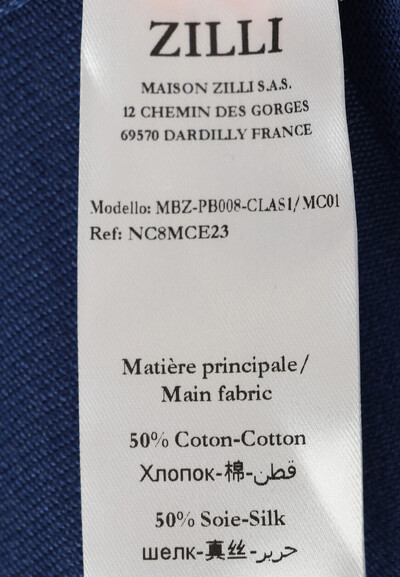 ZILLI
MAISON ZILLI S.A.S.
12 CHEMIN DES GORGES
69570 DARDILLY FRANCE
Modello: MBZ-PB008-CLAS1/MC01
Ref: NC8MCE23
Matière principale/
Main fabric
50% Coton-Cotton
Хлопок-棉-قطن
50% Soie-Silk
шелк-真丝-حرير